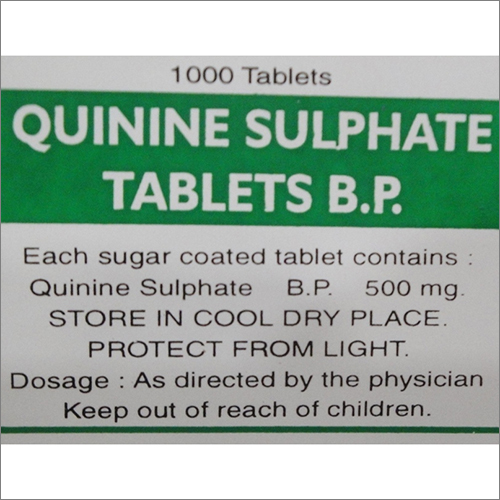 1000 Tablets
QUININE SULPHATE
TABLETS B.P.
Each sugar coated tablet contains :
Quinine Sulphate B.P. 500 mg.
STORE IN COOL DRY PLACE.
PROTECT FROM LIGHT.
Dosage : As directed by the physician
Keep out of reach of children.